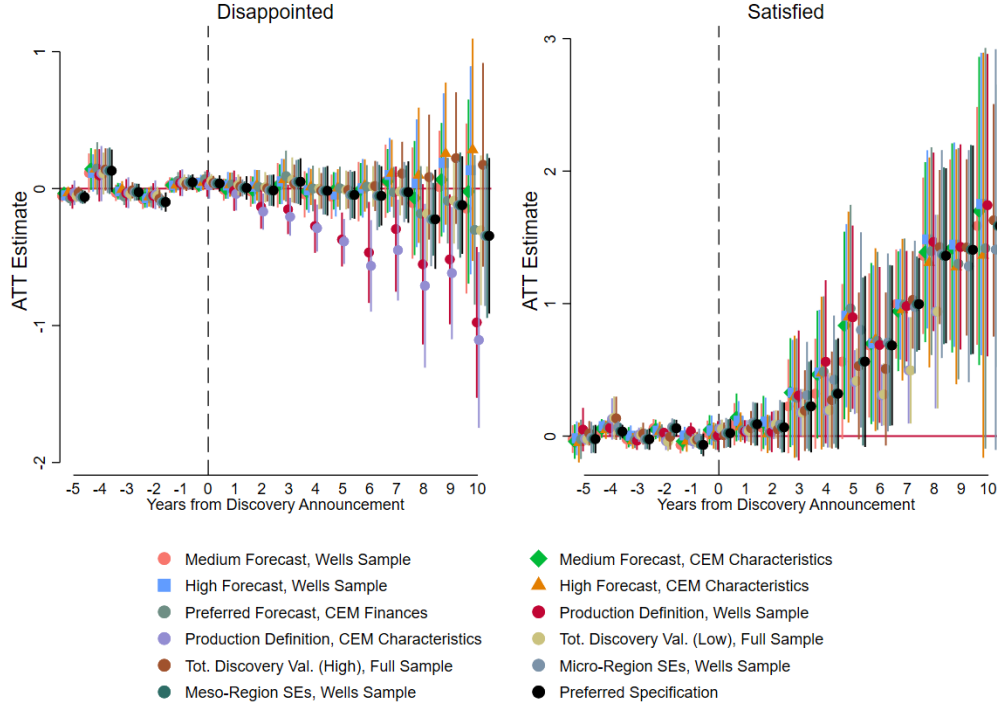 Disappointed
Satisfied
ATT Estimate
1
0
-1
-2
-5 -4 -3 -2 -1 0 1 2 3 4 5 6 7 8 9 10
Years from Discovery Announcement
ATT Estimate
3
2
1
0
-5 -4 -3 -2 -1 0 1 2 3 4 5 6 7 8 9 10
Years from Discovery Announcement
Medium Forecast, Wells Sample
Medium Forecast, CEM Characteristics
High Forecast, Wells Sample
High Forecast, CEM Characteristics
Preferred Forecast, CEM Finances
Production Definition, Wells Sample
Production Definition, CEM Characteristics
Tot. Discovery Val. (Low), Full Sample
Tot. Discovery Val. (High), Full Sample
Micro-Region SEs, Wells Sample
Meso-Region SEs, Wells Sample
Preferred Specification